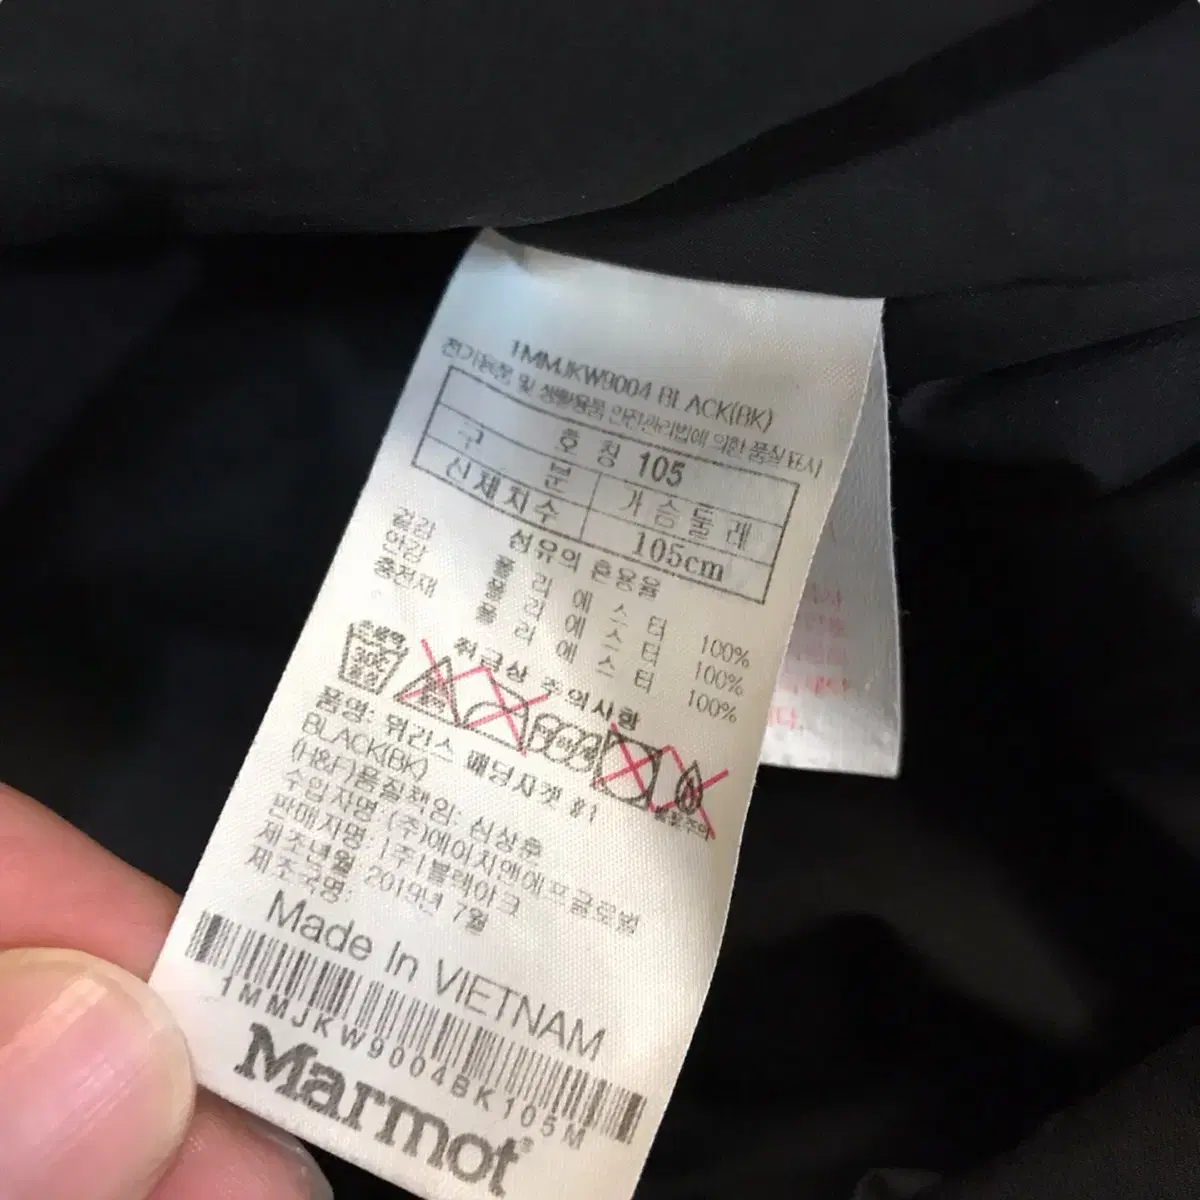 1MMJKW9004 BLACK(BK)
전기용품 및 생활용품 안전관리법에 의한 품질표시
호 칭 105
구 분 가슴둘레
신체치수 105cm
섬유의 혼용율
겉감 폴 리 에 스 터 100%
안감 폴 리 에 스 터 100%
충전재 폴 리 에 스 터 100%
취급상 주의사항
30℃
품명: 위긴스 패딩자켓 #1
BLACK(BK)
(H&F)품질책임: 심상후
수입자명: (주)에이치앤에프글로벌
판매자명: (주)블랙야크
제조년월: 2019년 7월
제조국명:
Made In VIETNAM
1MMJKW9004BK105M
Marmot